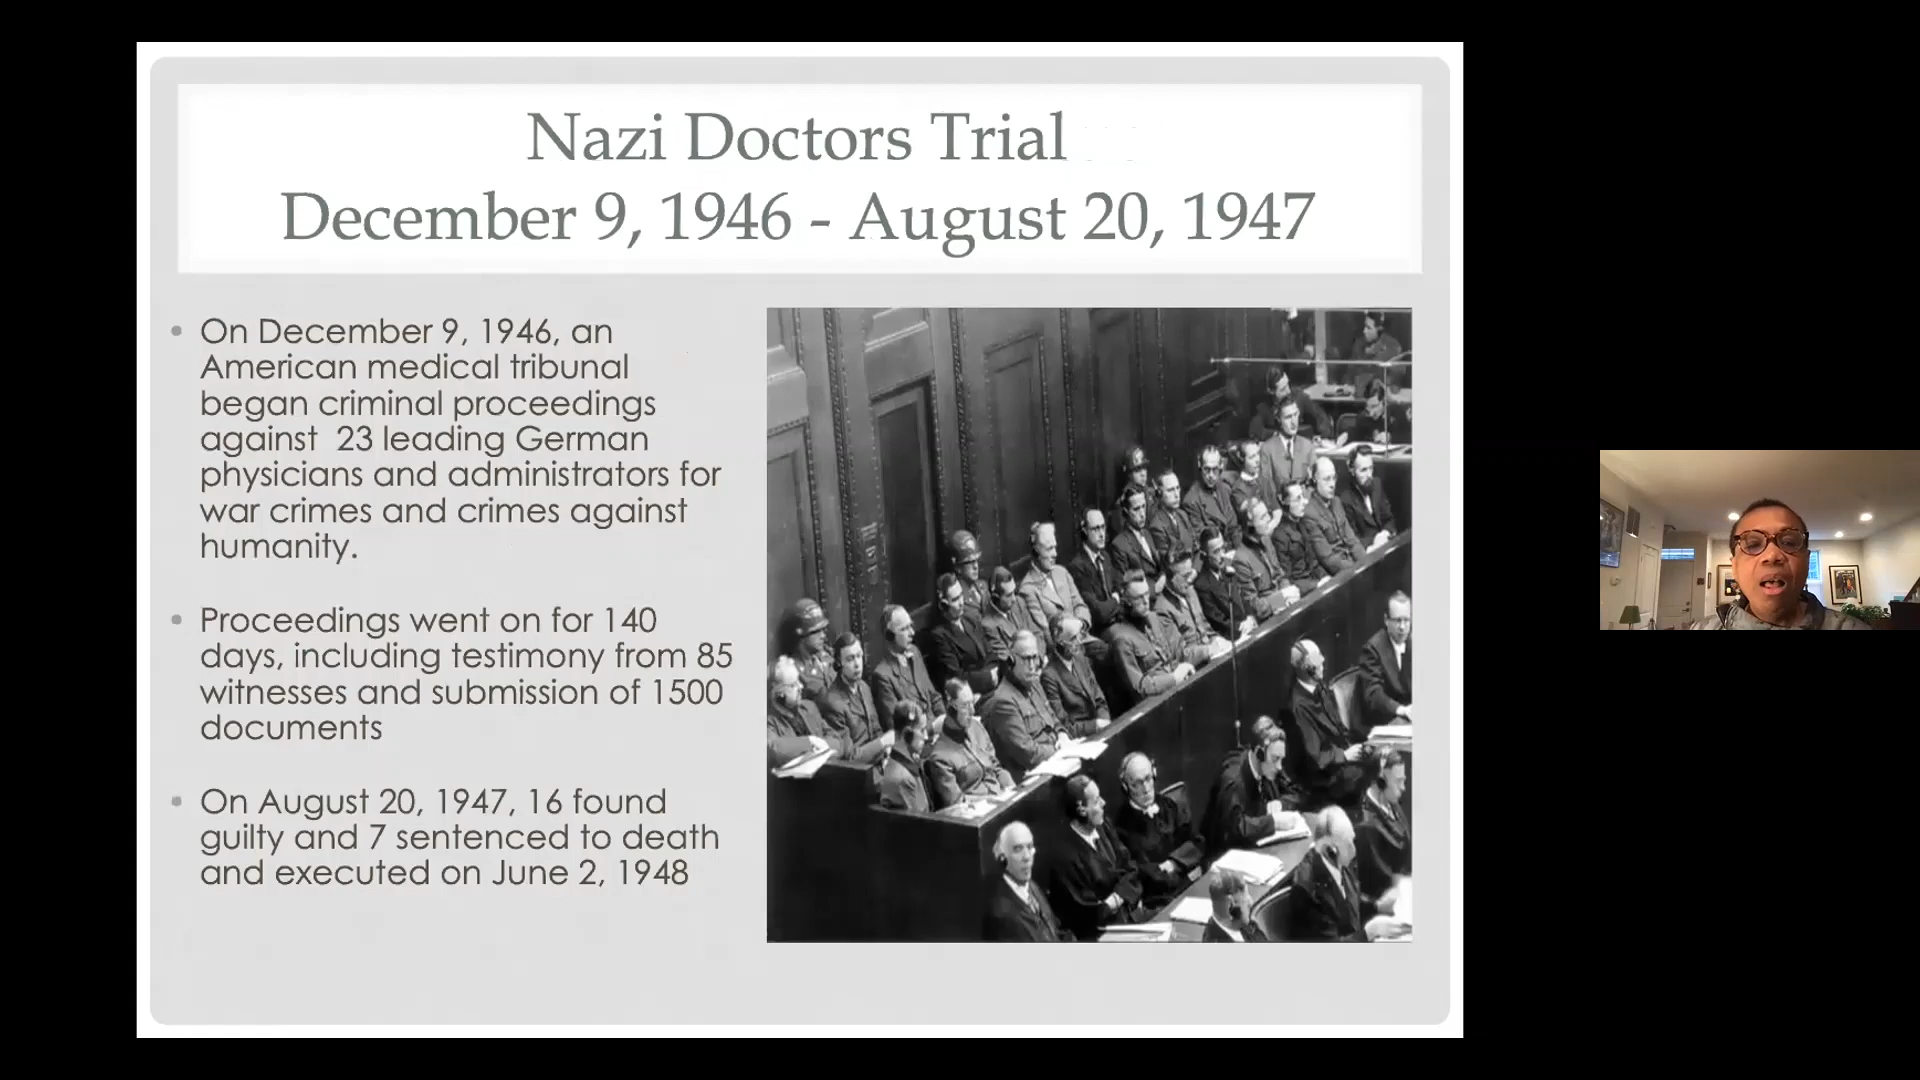 Nazi Doctors Trial
December 9, 1946 - August 20, 1947
• On December 9, 1946, an
American medical tribunal
began criminal proceedings
against  23 leading German
physicians and administrators for
war crimes and crimes against
humanity.
• Proceedings went on for 140
days, including testimony from 85
witnesses and submission of 1500
documents
• On August 20, 1947, 16 found
guilty and 7 sentenced to death
and executed on June 2, 1948